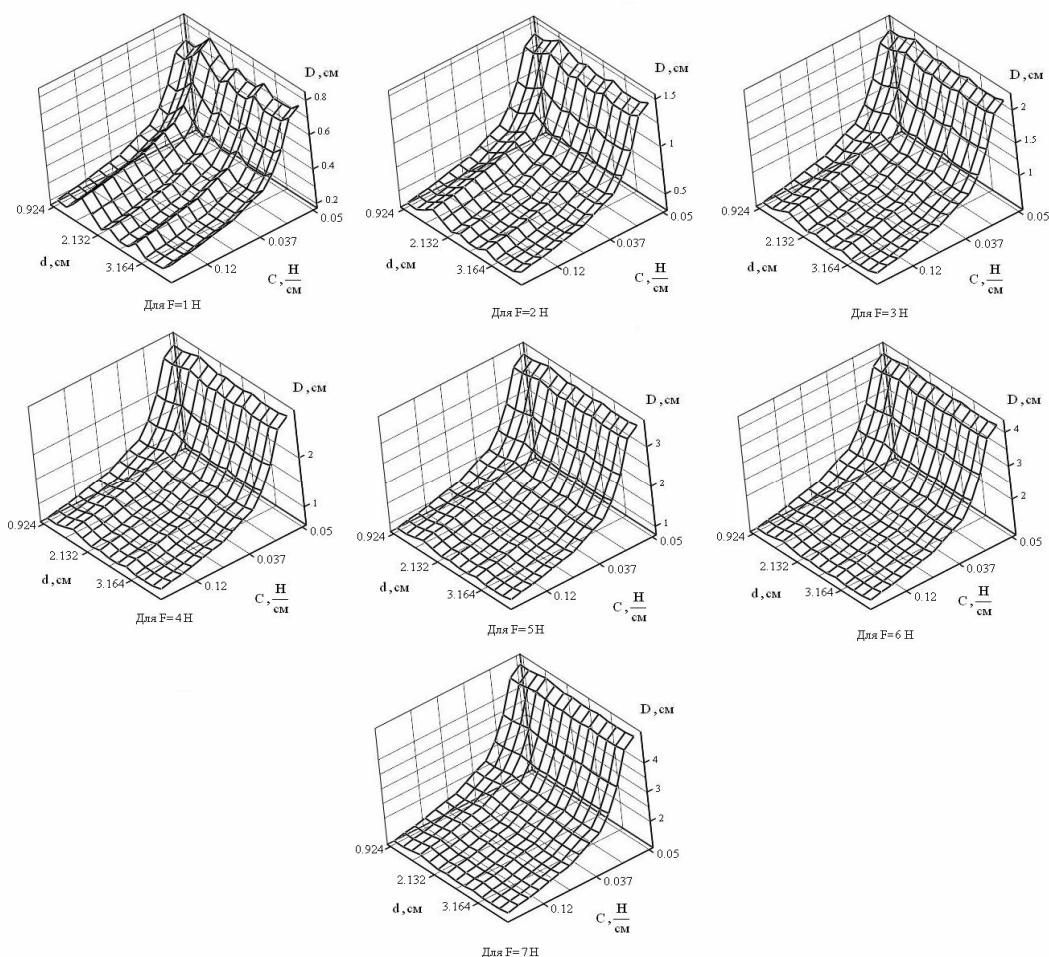 D,см
0.8
0.6
0.4
0.2
0.05
0.037
0.12
C, Н/см
0.924
2.132
3.164
d,см
Для F=1 Н
D,см
1.5
1
0.5
0.05
0.037
0.12
C, Н/см
0.924
2.132
3.164
d,см
Для F=2 Н
D,см
2
1.5
1
0.05
0.037
0.12
C, Н/см
0.924
2.132
3.164
d,см
Для F=3 Н
D,см
2
1
0.05
0.037
0.12
C, Н/см
0.924
2.132
3.164
d,см
Для F=4 Н
D,см
3
2
1
0.05
0.037
0.12
C, Н/см
0.924
2.132
3.164
d,см
Для F=5Н
D,см
4
3
2
0.05
0.037
0.12
C, Н/см
0.924
2.132
3.164
d,см
Для F=6 Н
D,см
4
3
2
0.05
0.037
0.12
C, Н/см
0.924
2.132
3.164
d,см
Для F=7 Н